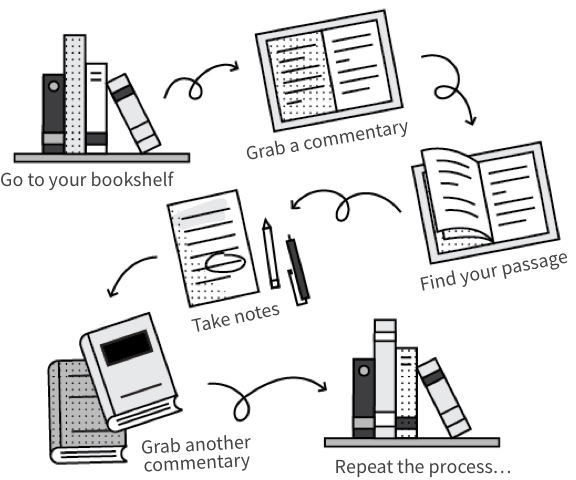 Go to your bookshelf
Grab a commentary
Find your passage
Take notes
Grab another
commentary
Repeat the process…